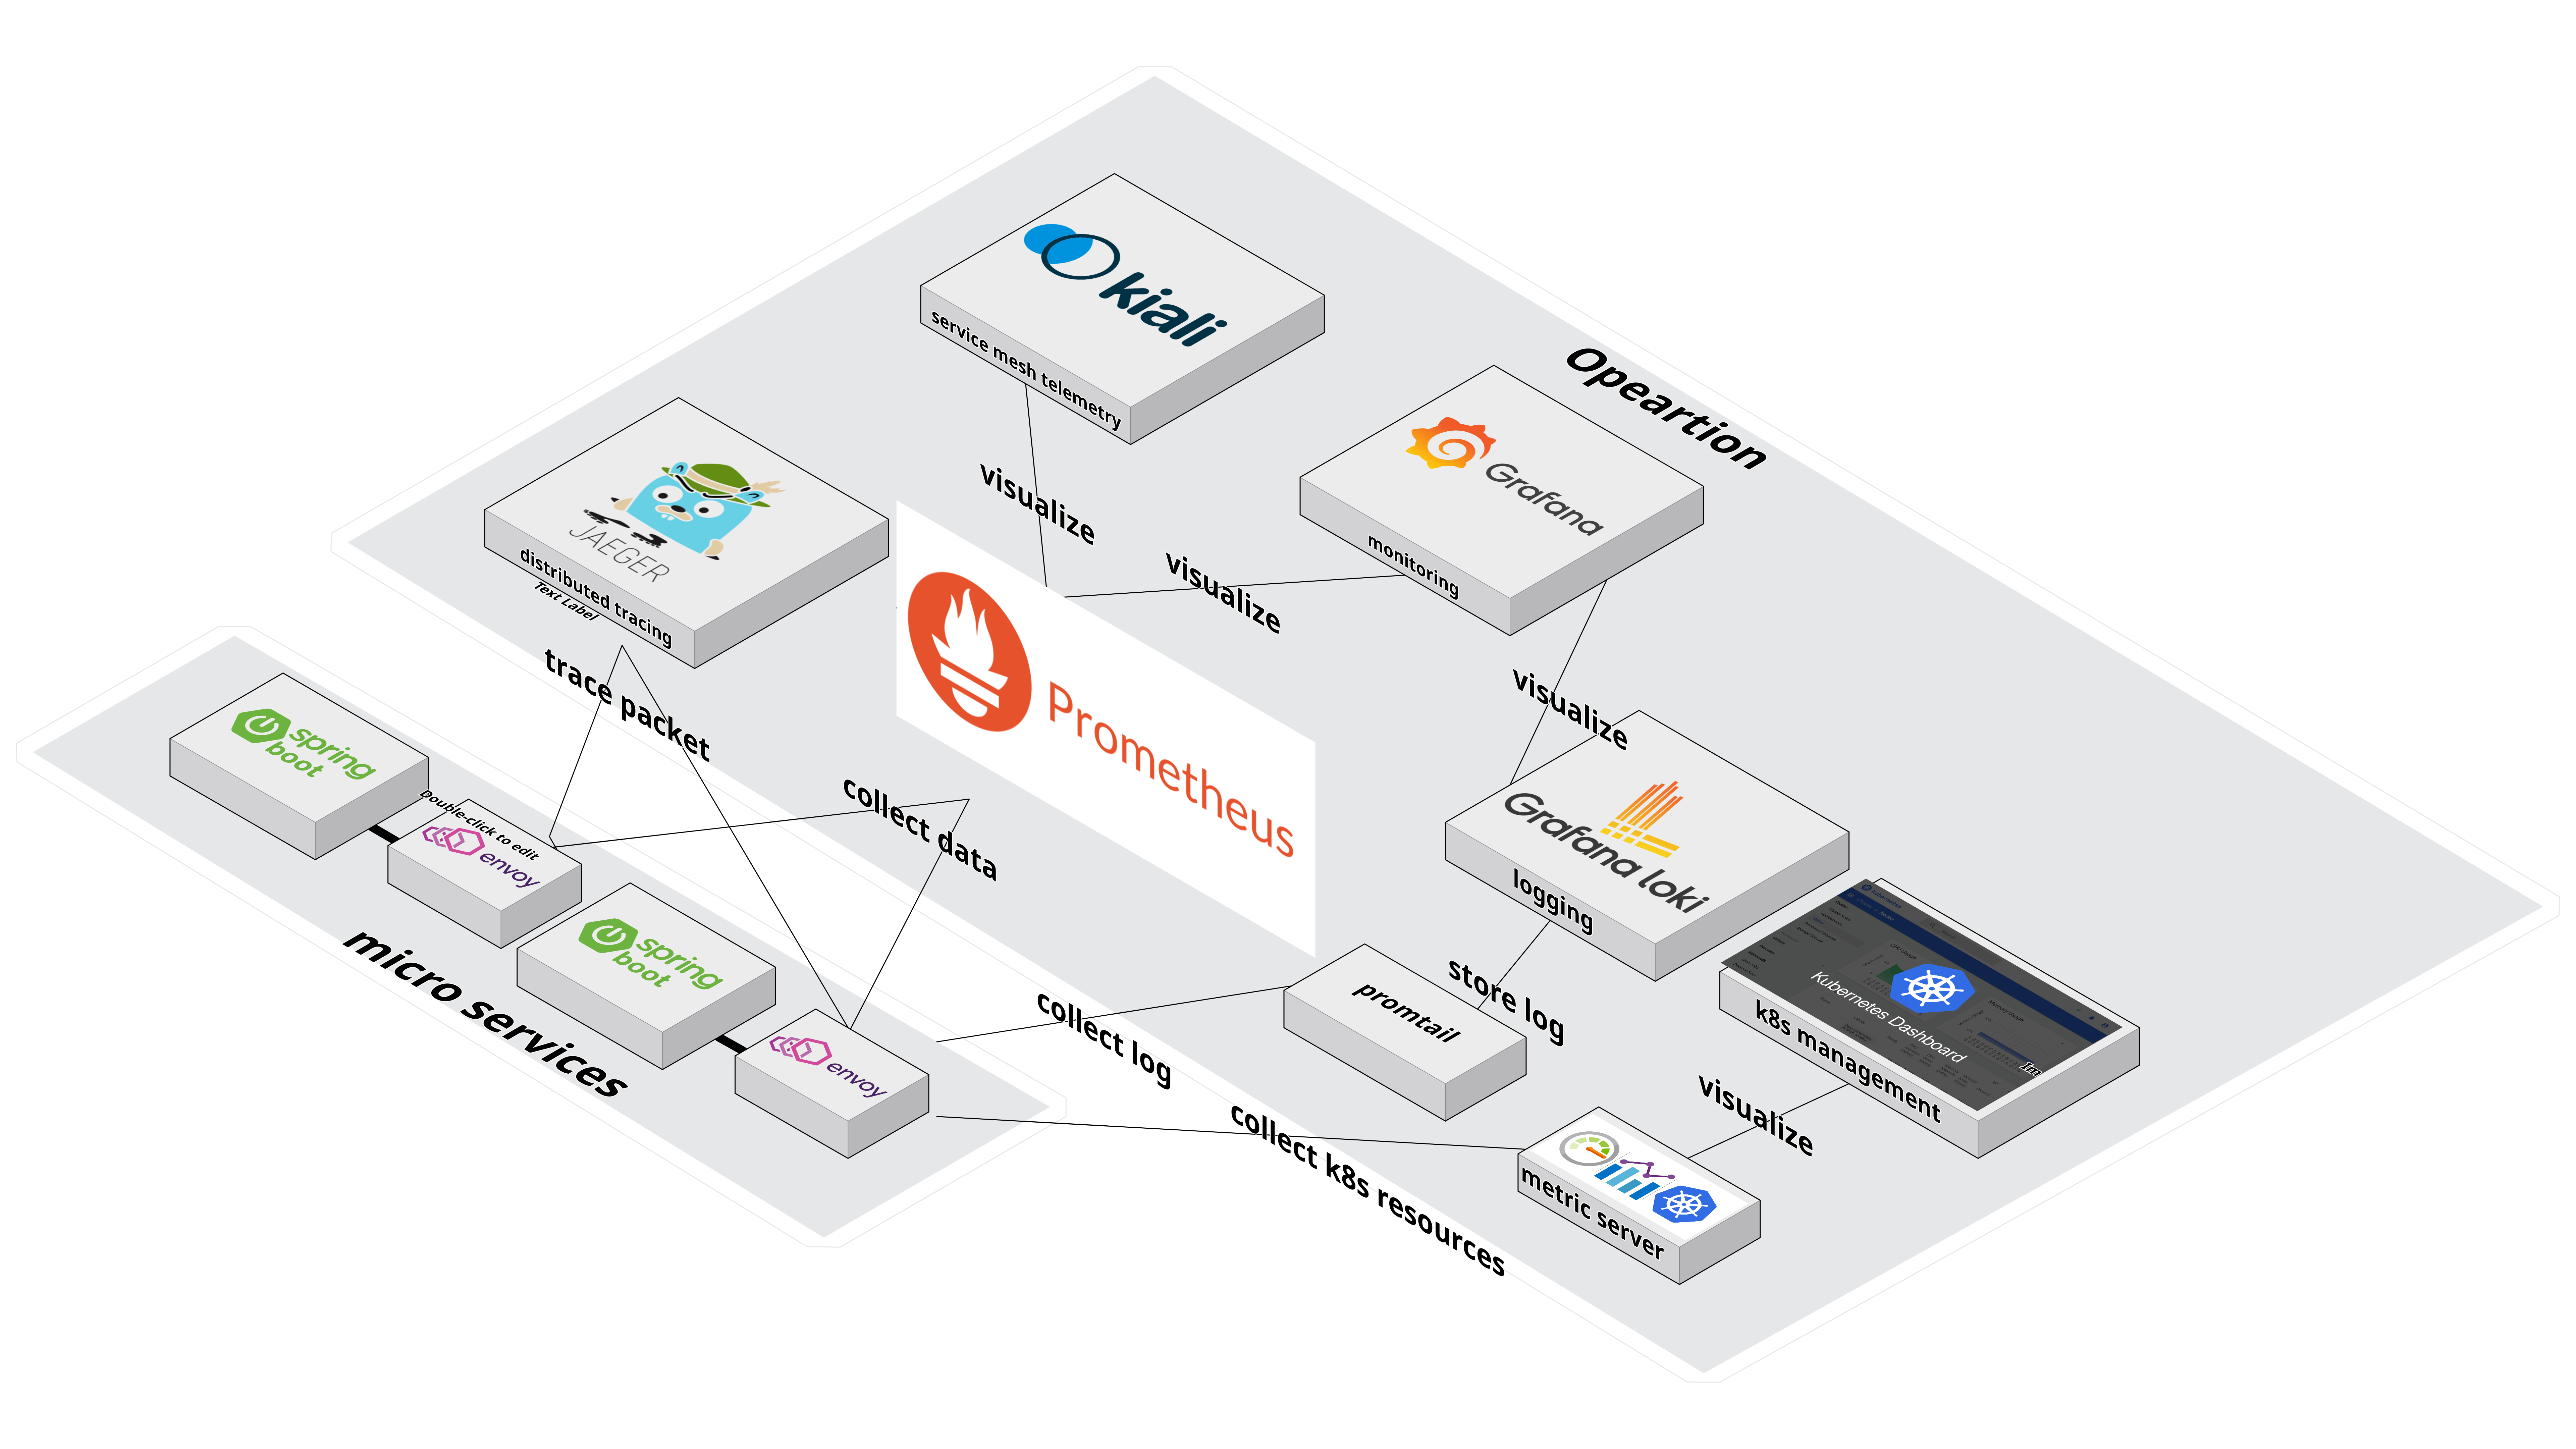 kiali
service mesh telemetry
Opeartion
Grafana
monitoring
JAEGER
distributed tracing
Text Label
visualize
visualize
Prometheus
trace packet
visualize
spring
boot
Double-click to edit
envoy
collect data
Grafana loki
logging
spring
boot
envoy
micro services
promtail
store log
collect log
Kubernetes Dashboard
k8s management
Im
visualize
collect k8s resources
metric server